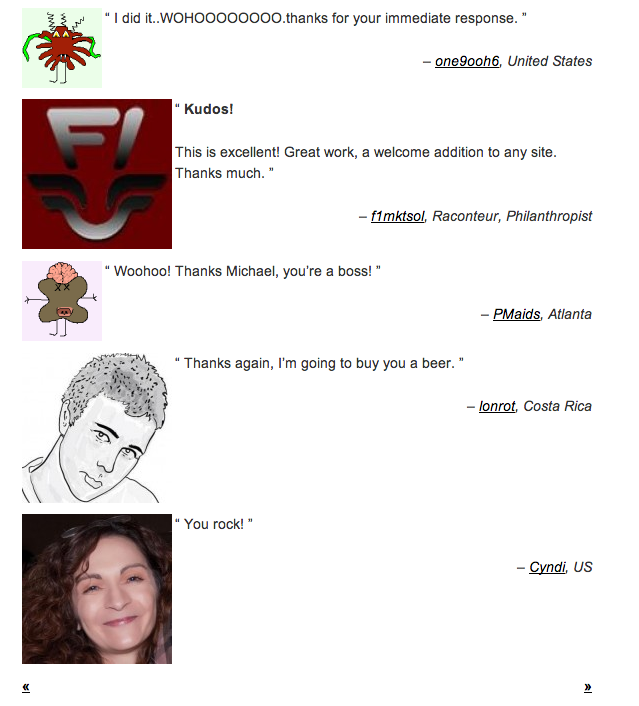 “ I did it..WOHOOOOOOOO.thanks for your immediate response. ”
– one9ooh6, United States
F1
“ Kudos!
This is excellent! Great work, a welcome addition to any site.
Thanks much. ”
– f1mktsol, Raconteur, Philanthropist
“ Woohoo! Thanks Michael, you’re a boss! ”
– PMaids, Atlanta
“ Thanks again, I’m going to buy you a beer. ”
– lonrot, Costa Rica
“ You rock! ”
– Cyndi, US
« »